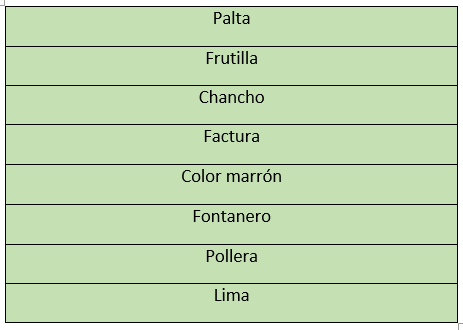 Palta
Frutilla
Chancho
Factura
Color marrón
Fontanero
Pollera
Lima